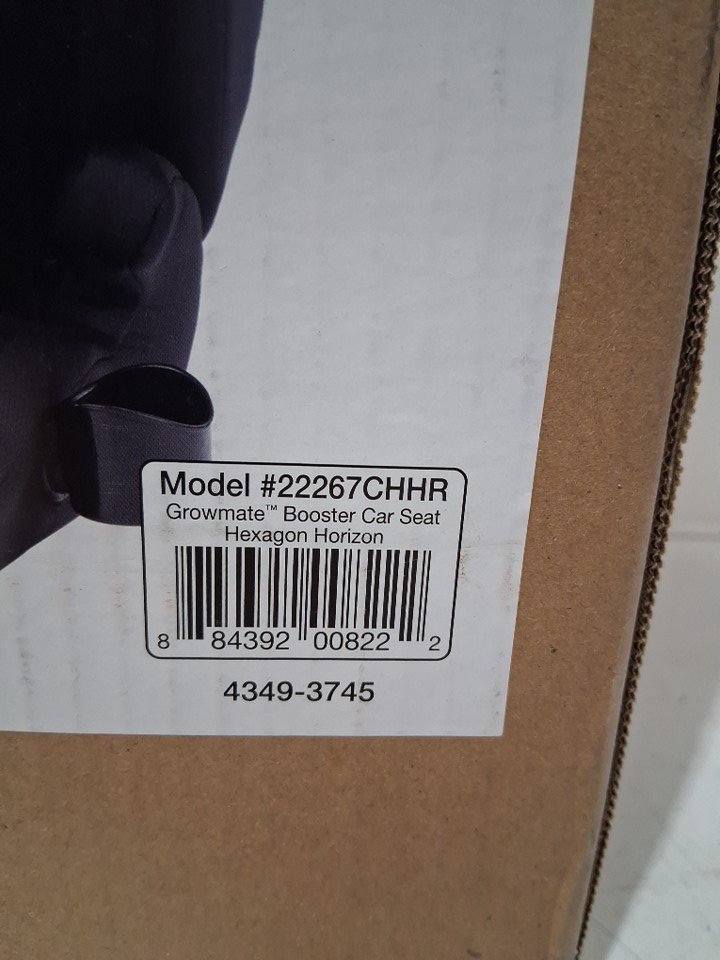 Model #22267CHHR
Growmate™ Booster Car Seat
Hexagon Horizon
8 84392 00822 2
4349-3745